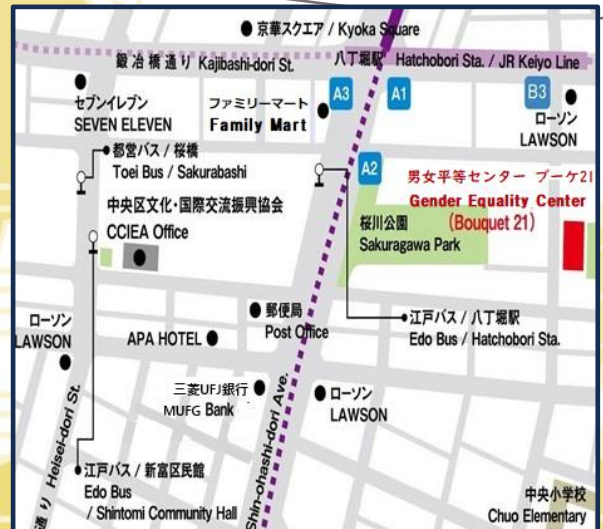 京華スクエア / Kyoka Square
鍛冶橋通り Kajibashi-dori St.
八丁堀駅 Hatchobori Sta. / JR Keiyo Line
セブンイレブン
SEVEN ELEVEN
ファミリーマート
Family Mart
A3
A1
B3
ローソン
LAWSON
都営バス / 桜橋
Toei Bus / Sakurabashi
A2
男女平等センター ブーケ21
Gender Equality Center
(Bouquet 21)
中央区文化・国際交流振興協会
CCIEA Office
桜川公園
Sakuragawa Park
郵便局
Post Office
江戸バス / 八丁堀駅
Edo Bus / Hatchobori Sta.
ローソン
LAWSON
APA HOTEL
三菱UFJ銀行
MUFG Bank
ローソン
LAWSON
Shin-ohashi-dori Ave.
通り Heisei-dori St.
江戸バス / 新富区民館
Edo Bus
/ Shintomi Community Hall
中央小学校
Chuo Elementary